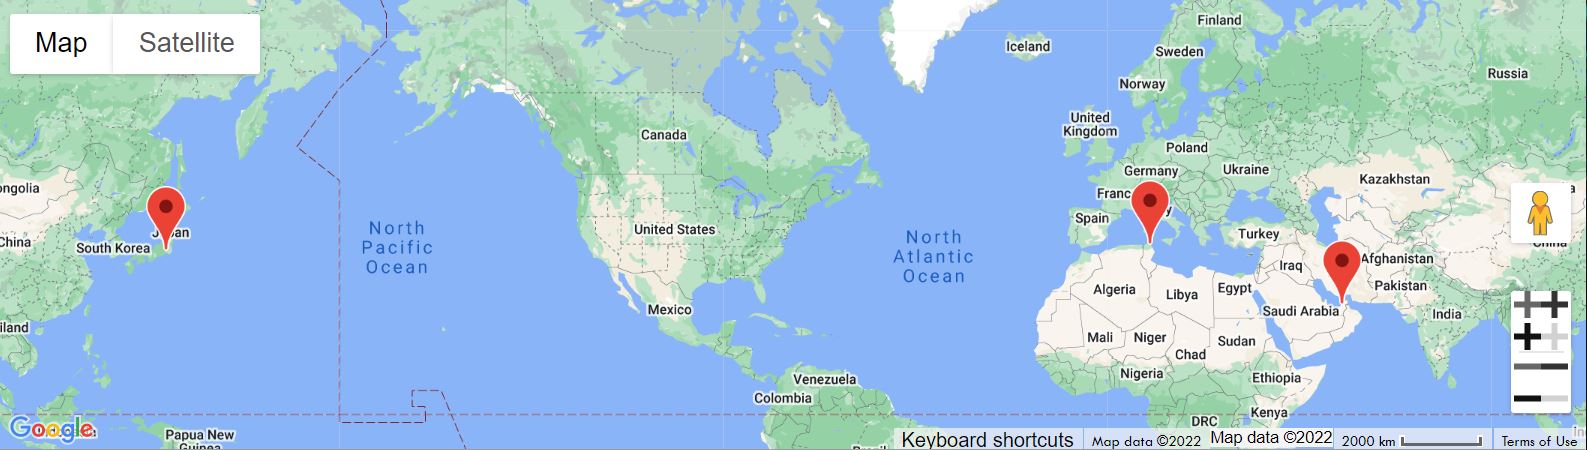 Map
Satellite
Finland
Iceland
Sweden
Russia
Norway
Canada
United
Kingdom
Poland
Germany
Ukraine
Kazakhstan
ongolia
Franc
y
Spain
North
Pacific
Ocean
United States
North
Atlantic
Ocean
Turkey
China
South Korea
J
an
China
Iraq
Afghanistan
Algeria
Libya
Egypt
Pakistan
Mexico
Saudi Arabia
India
iland
Mali
Niger
Sudan
Chad
Venezuela
Nigeria
Ethiopia
Colombia
Kenya
DRC
Google
Papua New
Guinea
Keyboard shortcuts
Map data ©2022
Map data ©2022
2000 km
Terms of Use